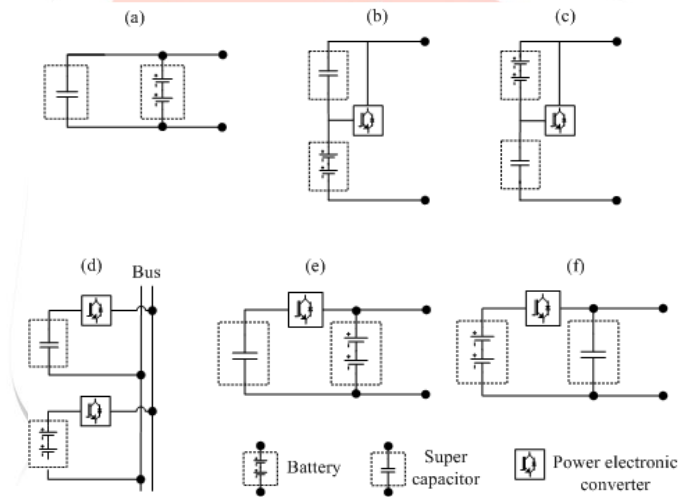 (a)
(b)
(c)
(d)
Bus
(e)
(f)
Battery
Super
capacitor
Power electronic
converter